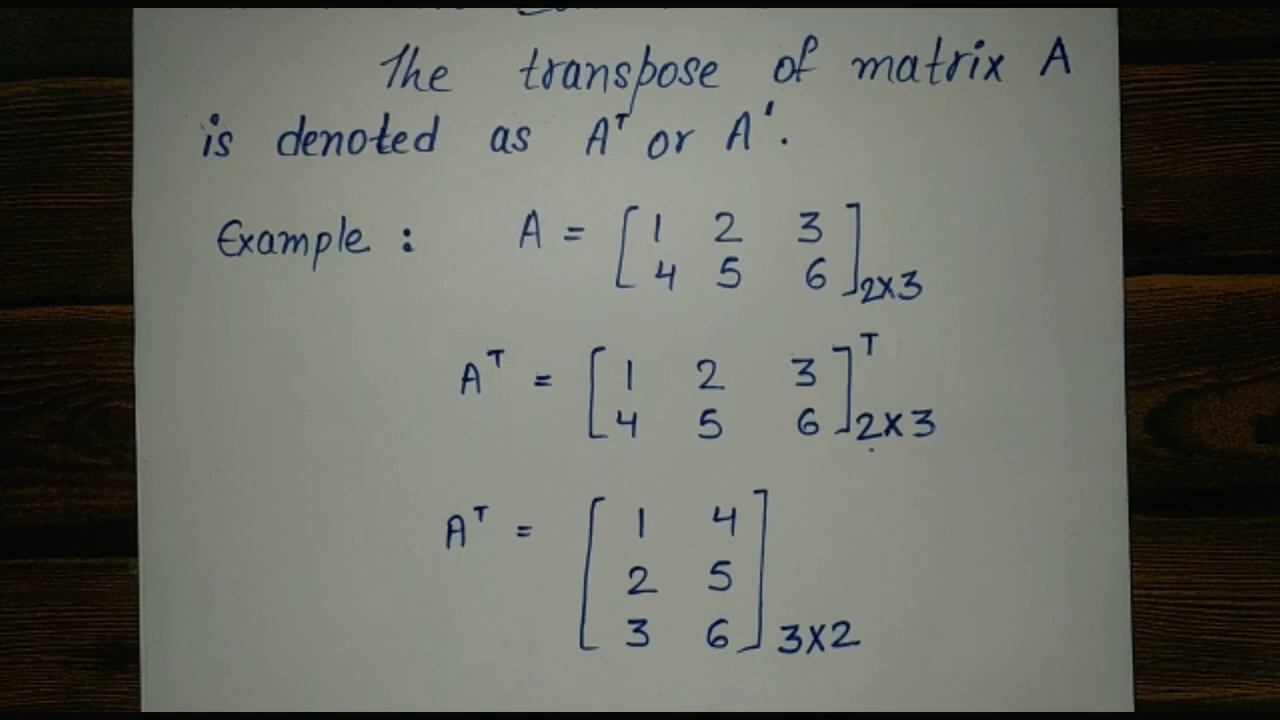 The transpose of matrix A
is denoted as Aᵀ or A'.
Example : A = [1 2 3
4 5 6]2x3
Aᵀ = [1 2 3
4 5 6]ᵀ2x3
Aᵀ = [1 4
2 5
3 6]3x2